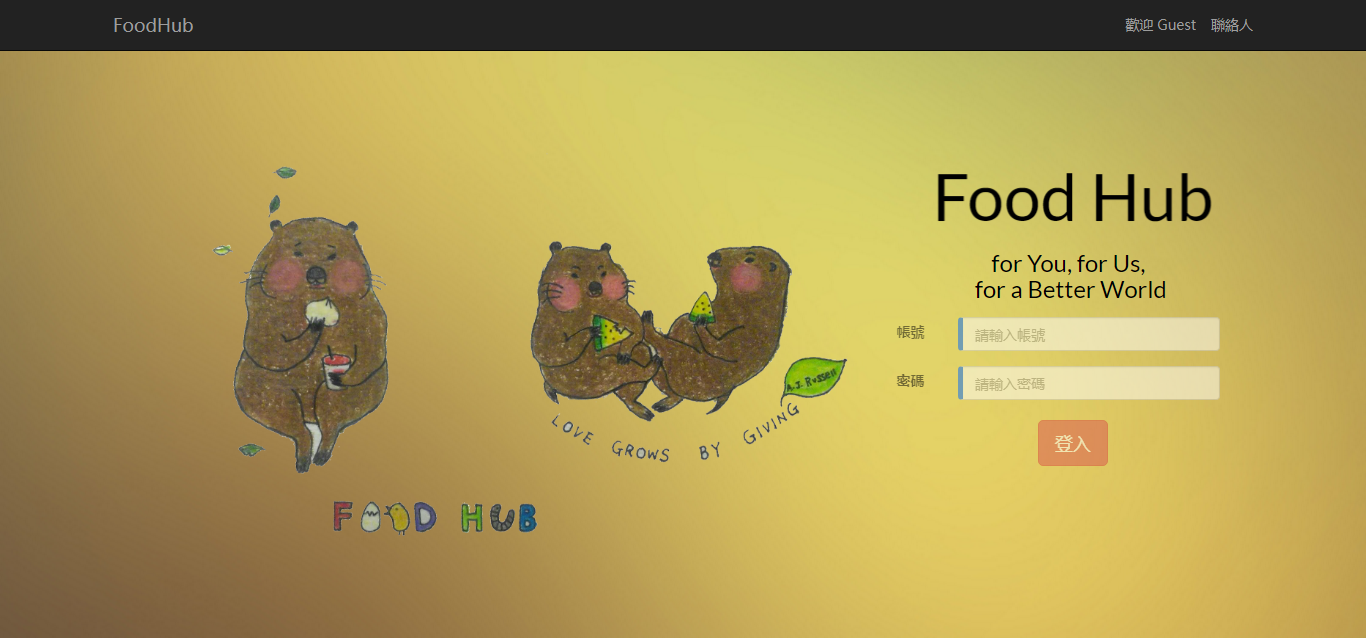 FoodHub
歡迎 Guest
聯絡人
Food Hub
for You, for Us,
for a Better World
帳號
請輸入帳號
密碼
請輸入密碼
登入
A.J. Russen
LOVE GROWS BY GIVING
FOOD HUB